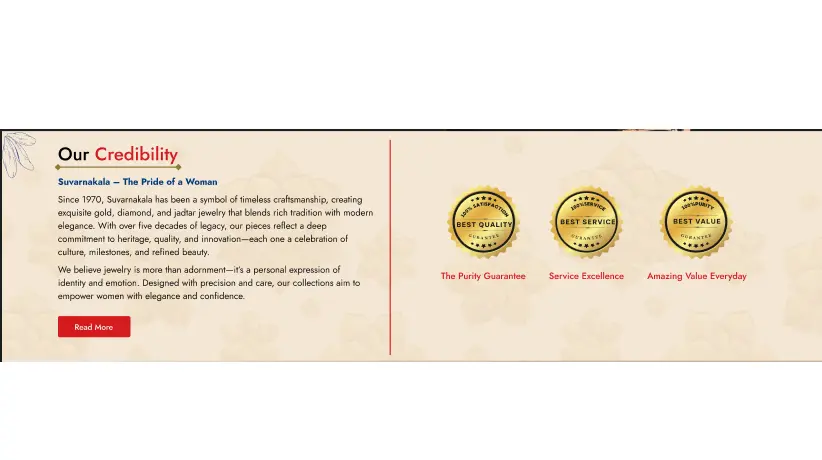 Our Credibility
Suvarnakala – The Pride of a Woman
Since 1970, Suvarnakala has been a symbol of timeless craftsmanship, creating
exquisite gold, diamond, and jadtar jewelry that blends rich tradition with modern
elegance. With over five decades of legacy, our pieces reflect a deep
commitment to heritage, quality, and innovation—each one a celebration of
culture, milestones, and refined beauty.
We believe jewelry is more than adornment—it's a personal expression of
identity and emotion. Designed with precision and care, our collections aim to
empower women with elegance and confidence.
Read More
100% SATISFACTION
BEST QUALITY
GURANTEE
The Purity Guarantee
100%SERVICE
BEST SERVICE
GURANTEE
Service Excellence
100%PURITY
BEST VALUE
GURANTEE
Amazing Value Everyday